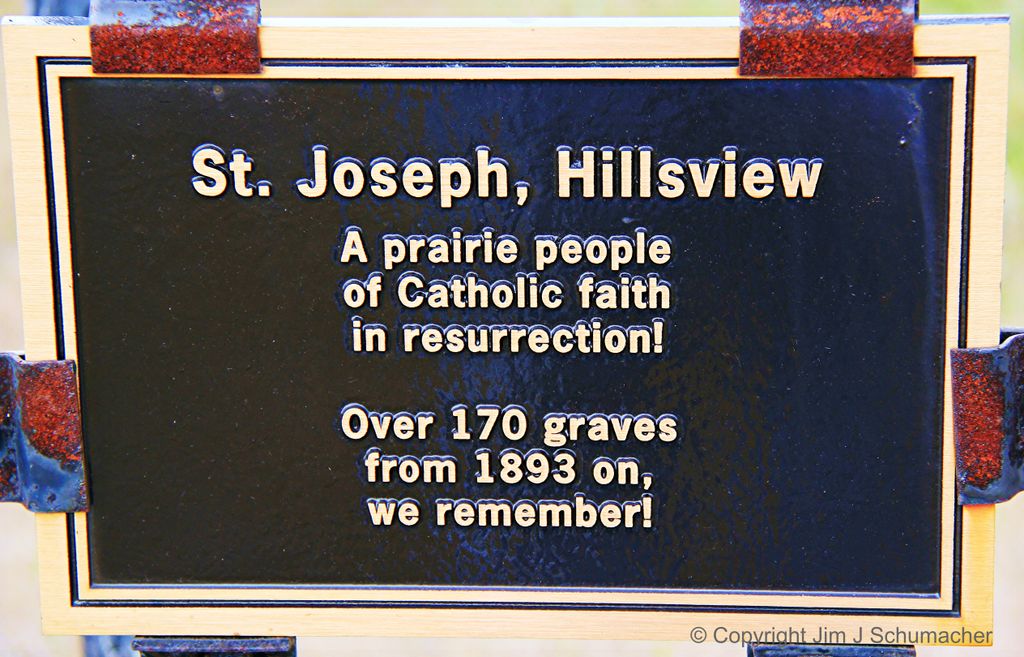 St. Joseph, Hillsview
A prairie people
of Catholic faith
in resurrection!
Over 170 graves
from 1893 on,
we remember!
© Copyright Jim J Schumacher